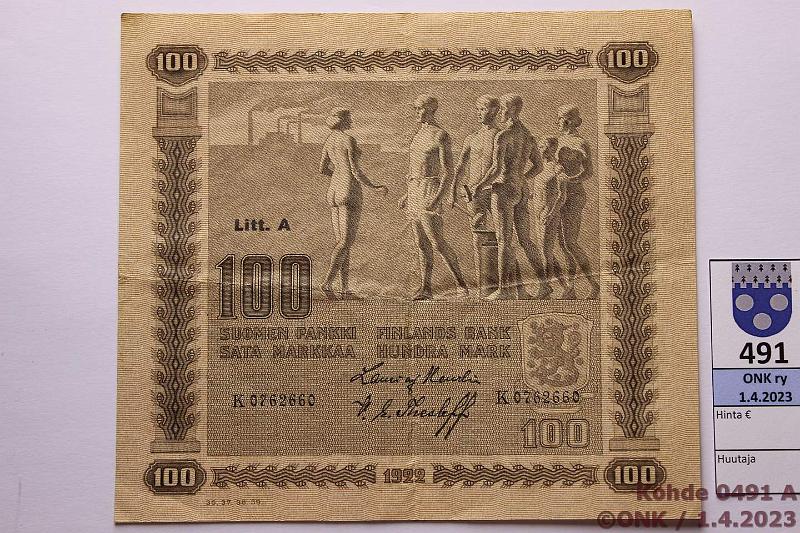 100 100
Litt. A
100
SUOMEN PANKKI FINLANDS BANK
SATA MARKKAA HUNDRA MARK
K 0762660 K 0762660
100
100 1922 100
491
ONK ry
1.4.2023
Hinta €
Huutaja
Kohde 0491 A
©ONK / 1.4.2023